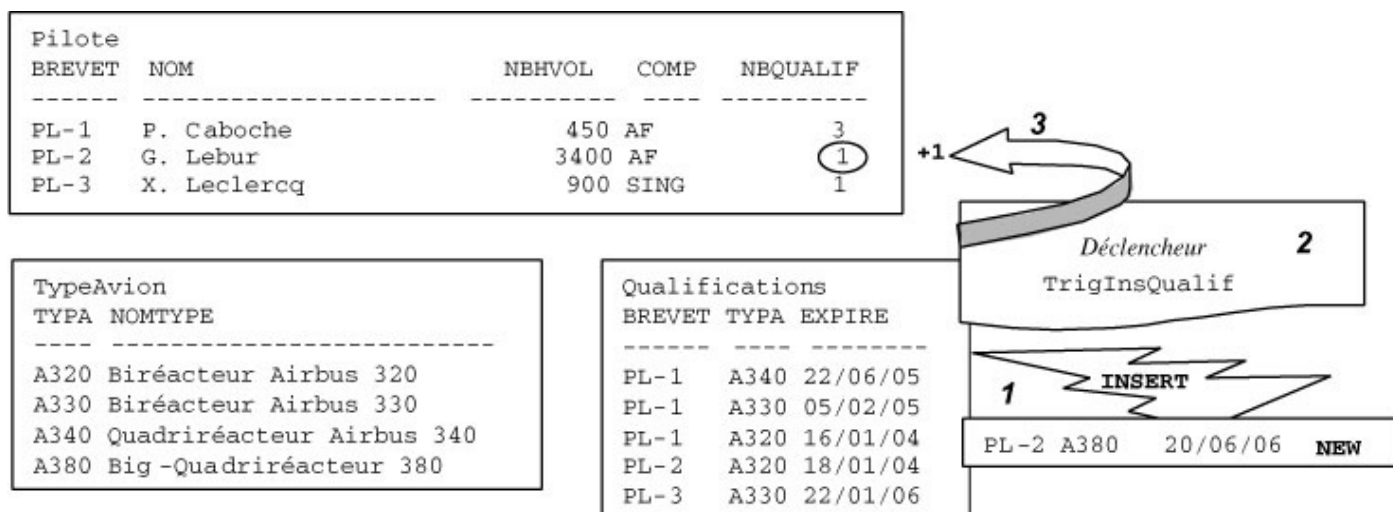 Pilote
BREVET NOM NBHVOL COMP NBQUALIF
------ -------------------- ---------- ---- ----------
PL-1 P. Caboche 450 AF 3
PL-2 G. Lebur 3400 AF 1
PL-3 X. Leclercq 900 SING 1
+1
3
Déclencheur 2
TrigInsQualif
TypeAvion
TYPA NOMTYPE
---- --------------------------
A320 Biréacteur Airbus 320
A330 Biréacteur Airbus 330
A340 Quadriréacteur Airbus 340
A380 Big-Quadriréacteur 380
Qualifications
BREVET TYPA EXPIRE
------ ---- --------
PL-1 A340 22/06/05
PL-1 A330 05/02/05
PL-1 A320 16/01/04
PL-2 A320 18/01/04
PL-3 A330 22/01/06
1 INSERT
PL-2 A380 20/06/06 NEW